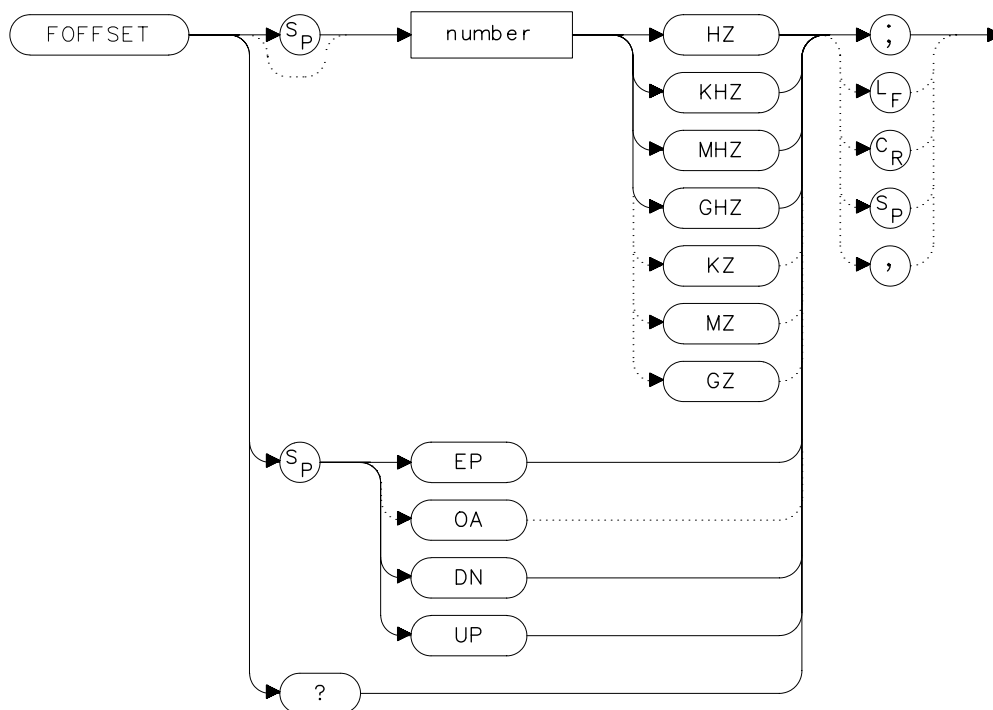 FOFFSET SP number HZ ;
KHZ LF
MHZ CR
GHZ SP
KZ ,
MZ
GZ
SP EP
OA
DN
UP
?